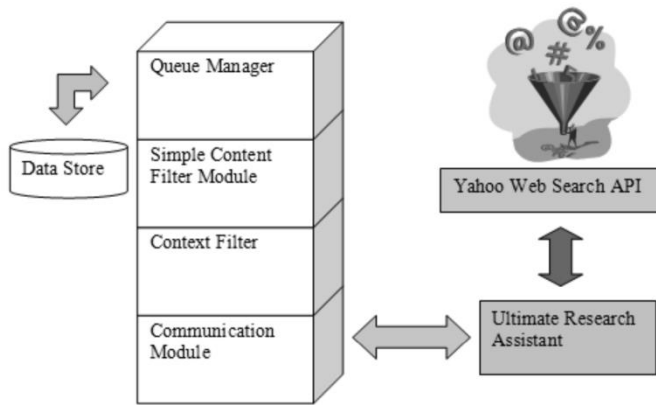 Queue Manager
Data Store
Simple Content
Filter Module
Context Filter
Communication
Module
@ @ % #
Yahoo Web Search API
Ultimate Research
Assistant